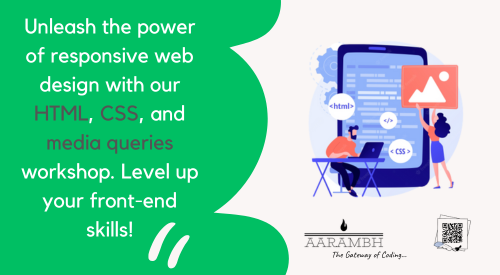 Unleash the power
of responsive web
design with our
HTML, CSS, and
media queries
workshop. Level up
your front-end
skills!
<html>
</>
< CSS >
AARAMBH
The Gateway of Coding...